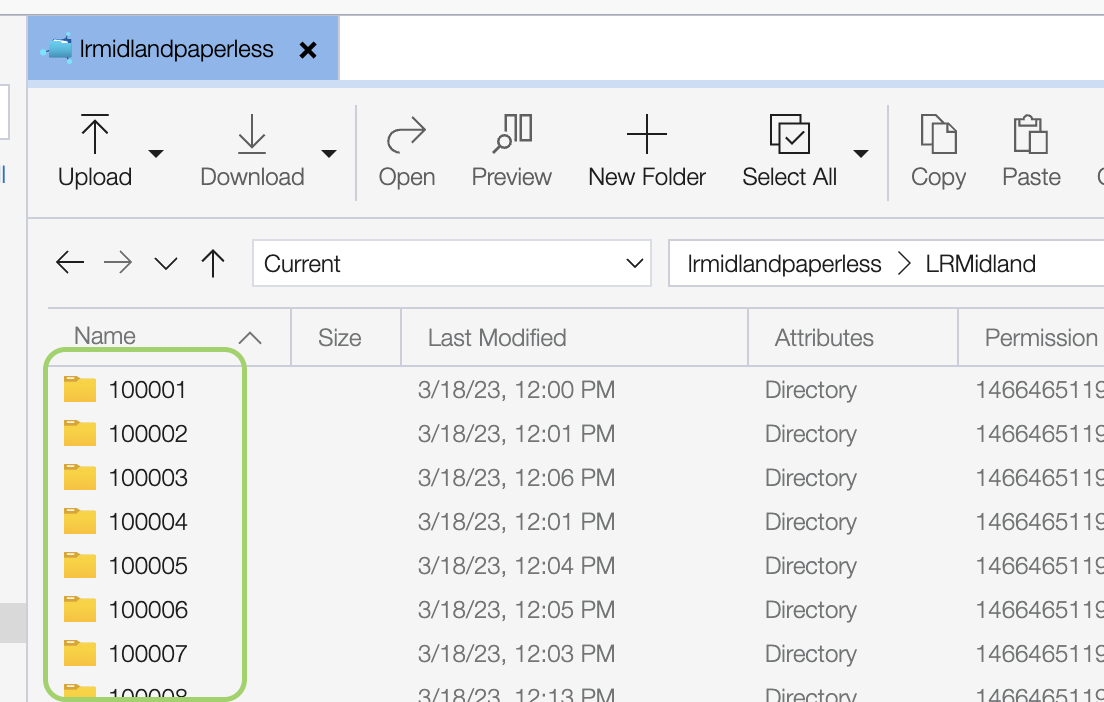 lrmidlandpaperless
Upload Download Open Preview New Folder Select All Copy Paste
Current lrmidlandpaperless LRMidland
Name Size Last Modified Attributes Permission
100001 3/18/23, 12:00 PM Directory 1466465119
100002 3/18/23, 12:01 PM Directory 1466465119
100003 3/18/23, 12:06 PM Directory 1466465119
100004 3/18/23, 12:01 PM Directory 1466465119
100005 3/18/23, 12:04 PM Directory 1466465119
100006 3/18/23, 12:05 PM Directory 1466465119
100007 3/18/23, 12:03 PM Directory 1466465119
100008 3/18/23, 12:13 PM Directory 1466465119